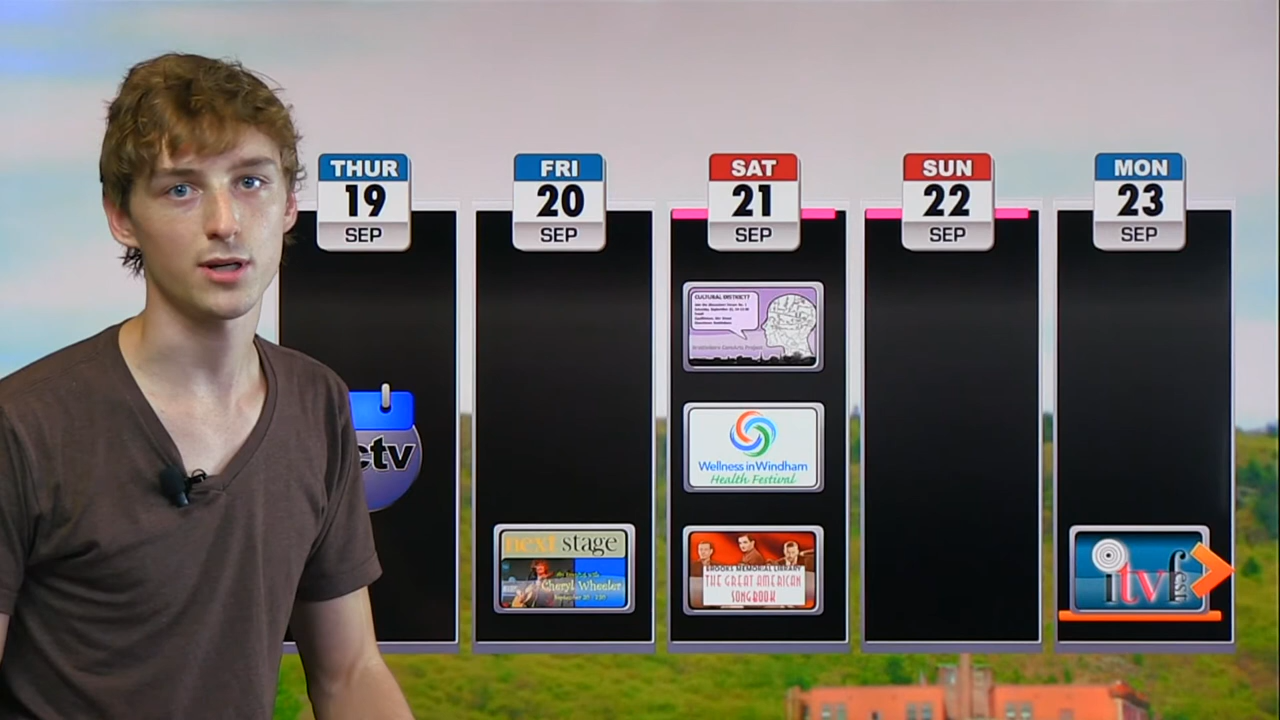 THUR
19
SEP
FRI
20
SEP
SAT
21
SEP
SUN
22
SEP
MON
23
SEP
CULTURAL DISTRICT?
ctv
Wellness in Windham
Health Festival
next stage
Cheryl Wheeler
BROOKS MEMORIAL LIBRARY
THE GREAT AMERICAN
SONGBOOK
itvfest